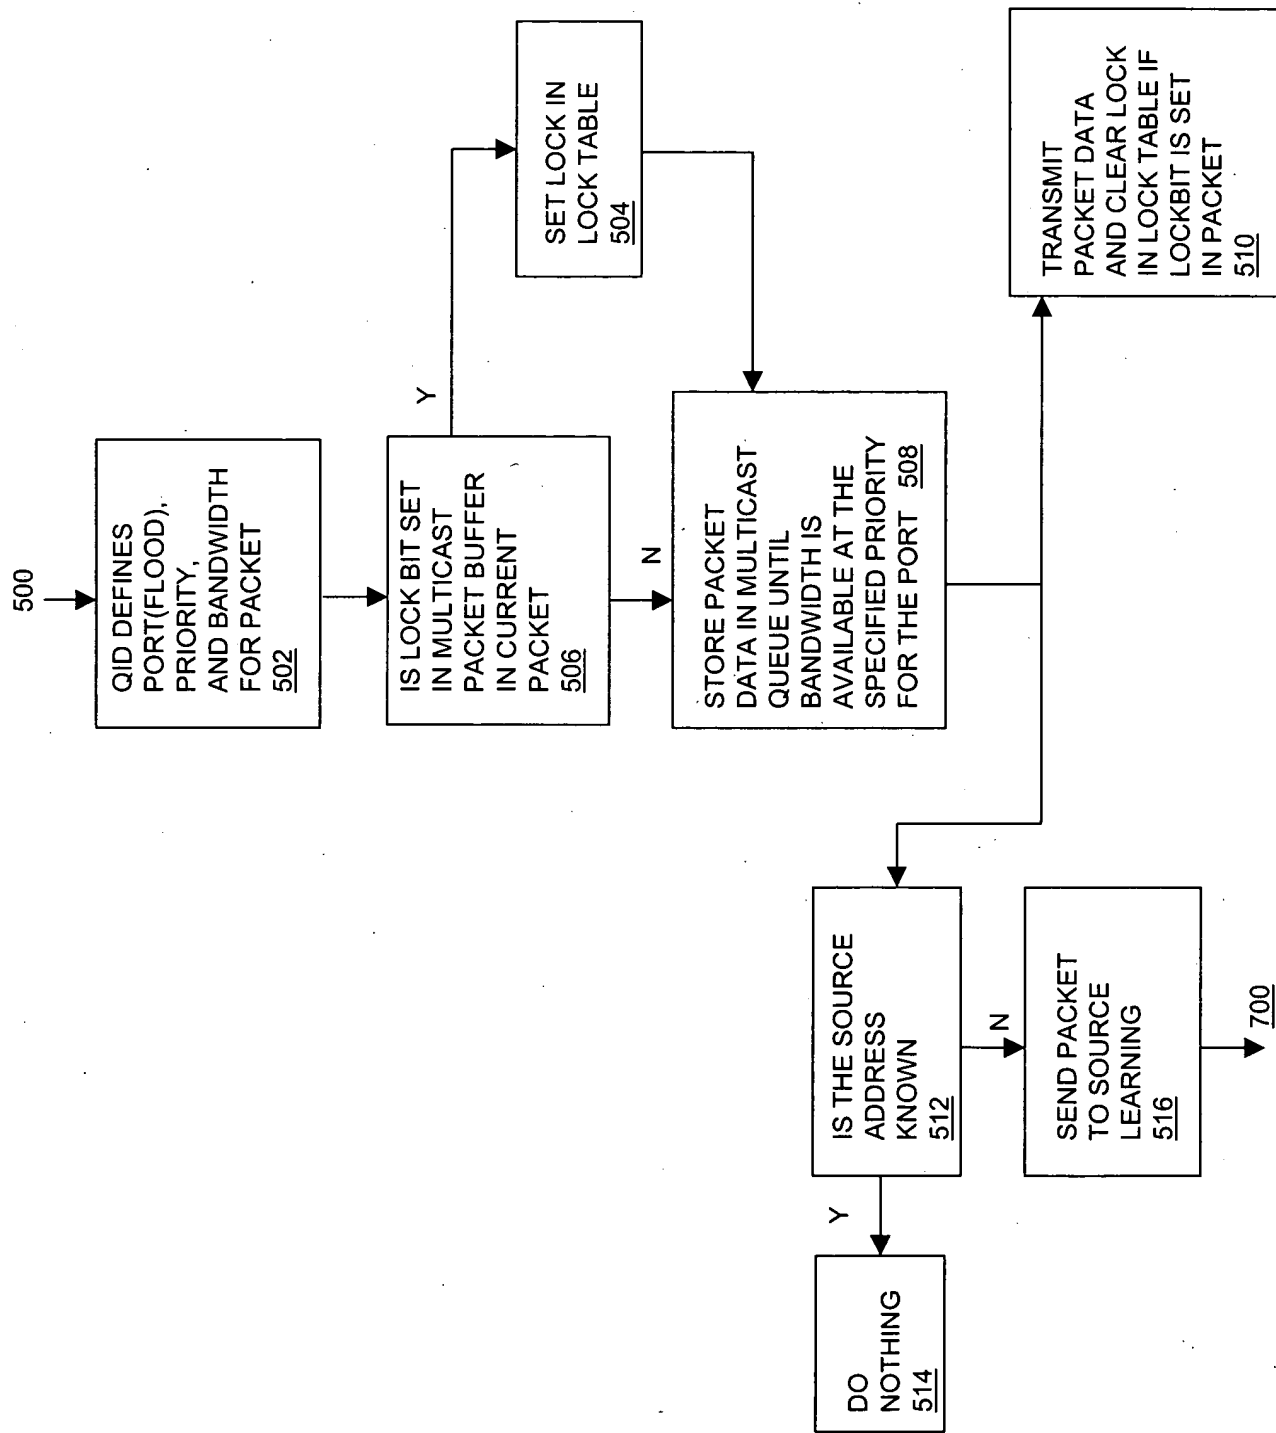 500
QID DEFINES
PORT(FLOOD),
PRIORITY,
AND BANDWIDTH
FOR PACKET
502
IS LOCK BIT SET
IN MULTICAST
PACKET BUFFER
IN CURRENT
PACKET
506
Y
N
SET LOCK IN
LOCK TABLE
504
STORE PACKET
DATA IN MULTICAST
QUEUE UNTIL
BANDWIDTH IS
AVAILABLE AT THE
SPECIFIED PRIORITY
FOR THE PORT 508
TRANSMIT
PACKET DATA
AND CLEAR LOCK
IN LOCK TABLE IF
LOCKBIT IS SET
IN PACKET
510
IS THE SOURCE
ADDRESS
KNOWN
512
Y
N
DO
NOTHING
514
SEND PACKET
TO SOURCE
LEARNING
516
700